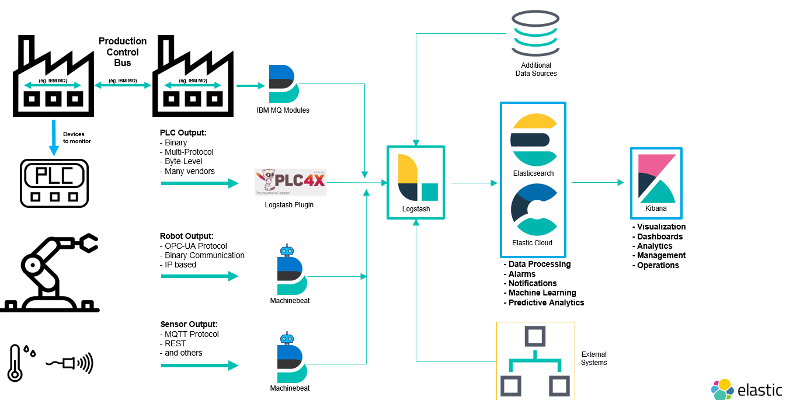 Production
Control
Bus
(eg. IBM MQ)
(eg. IBM MQ)
(eg. IBM MQ)
IBM MQ Modules
Additional
Data Sources
Devices
to monitor
PLC
PLC Output:
- Binary
- Multi-Protocol
- Byte Level
- Many vendors
PLC4X
Logstash Plugin
Logstash
Elasticsearch
Elastic Cloud
Kibana
- Visualization
- Dashboards
- Analytics
- Management
- Operations
- Data Processing
- Alarms
- Notifications
- Machine Learning
- Predictive Analytics
Robot Output:
- OPC-UA Protocol
- Binary Communication
- IP based
Machinebeat
Sensor Output:
- MQTT Protocol
- REST
- and others
Machinebeat
External
Systems
elastic